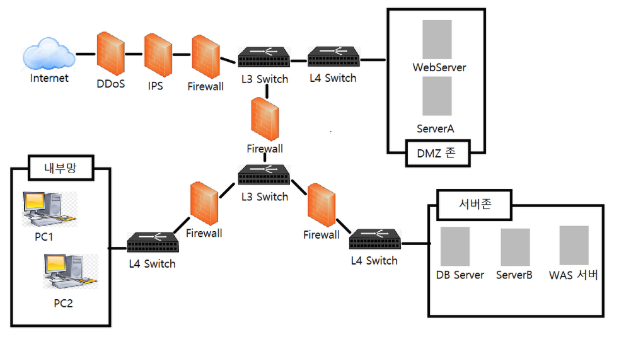 Internet
DDoS
IPS
Firewall
L3 Switch
L4 Switch
WebServer
ServerA
DMZ 존
Firewall
L3 Switch
내부망
PC1
PC2
L4 Switch
Firewall
Firewall
L4 Switch
서버존
DB Server
ServerB
WAS 서버